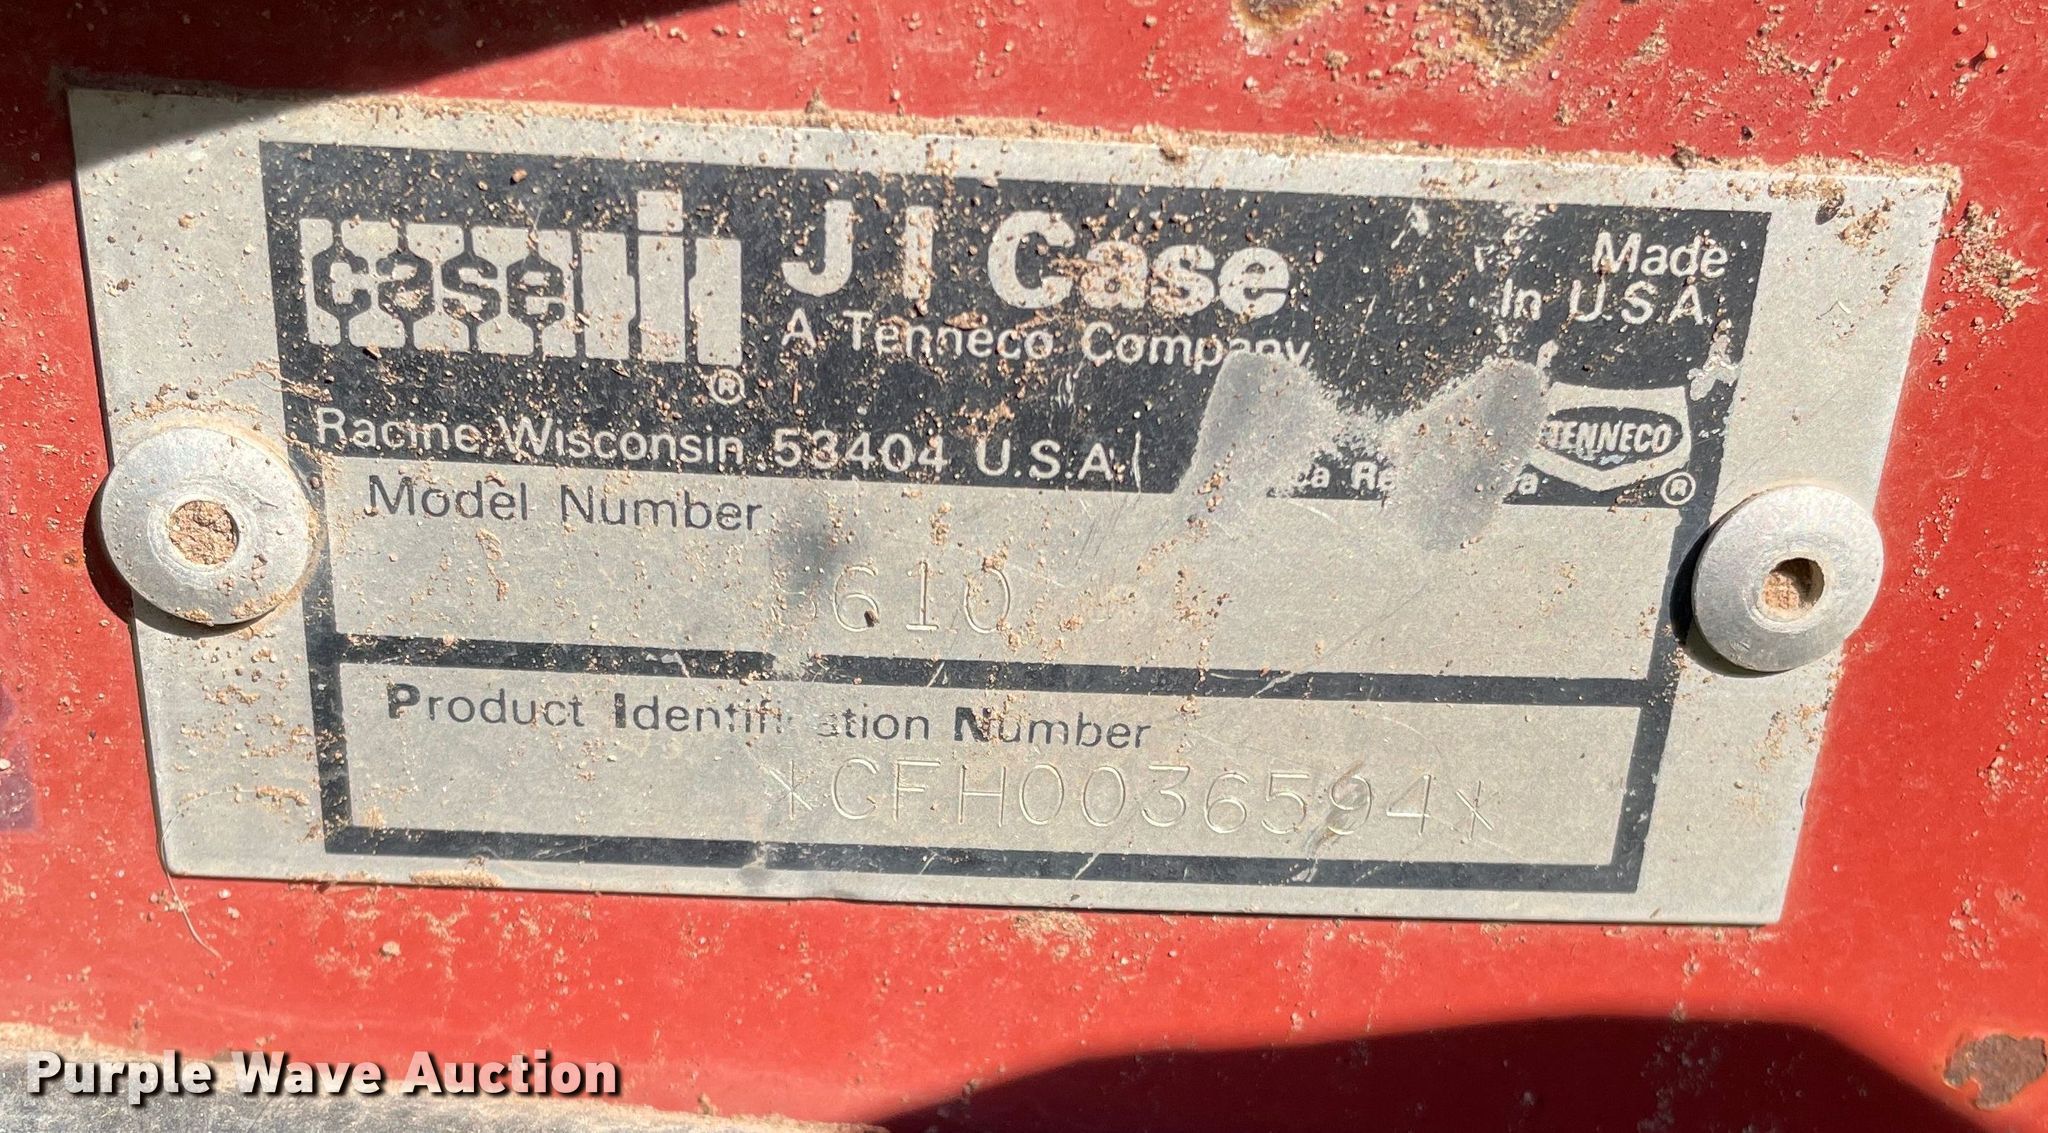 case ih
J I Case
A Tenneco Company
Made
In U.S.A.
®
Racine, Wisconsin 53404 U.S.A.
TENNECO
®
Model Number
610
Product Identification Number
*CFH0036594*
Purple Wave Auction